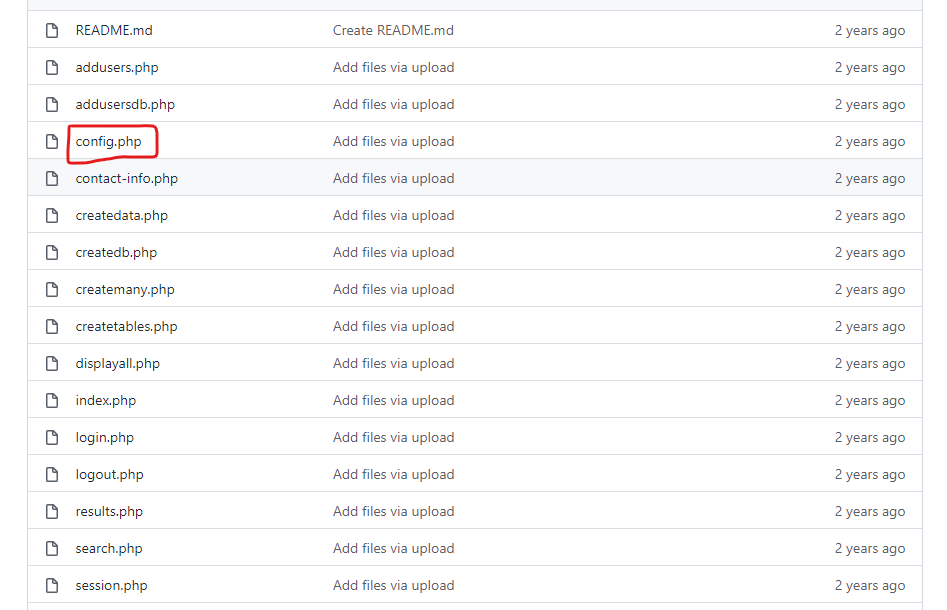 README.md Create README.md 2 years ago
addusers.php Add files via upload 2 years ago
addusersdb.php Add files via upload 2 years ago
config.php Add files via upload 2 years ago
contact-info.php Add files via upload 2 years ago
createdata.php Add files via upload 2 years ago
createdb.php Add files via upload 2 years ago
createmany.php Add files via upload 2 years ago
createtables.php Add files via upload 2 years ago
displayall.php Add files via upload 2 years ago
index.php Add files via upload 2 years ago
login.php Add files via upload 2 years ago
logout.php Add files via upload 2 years ago
results.php Add files via upload 2 years ago
search.php Add files via upload 2 years ago
session.php Add files via upload 2 years ago